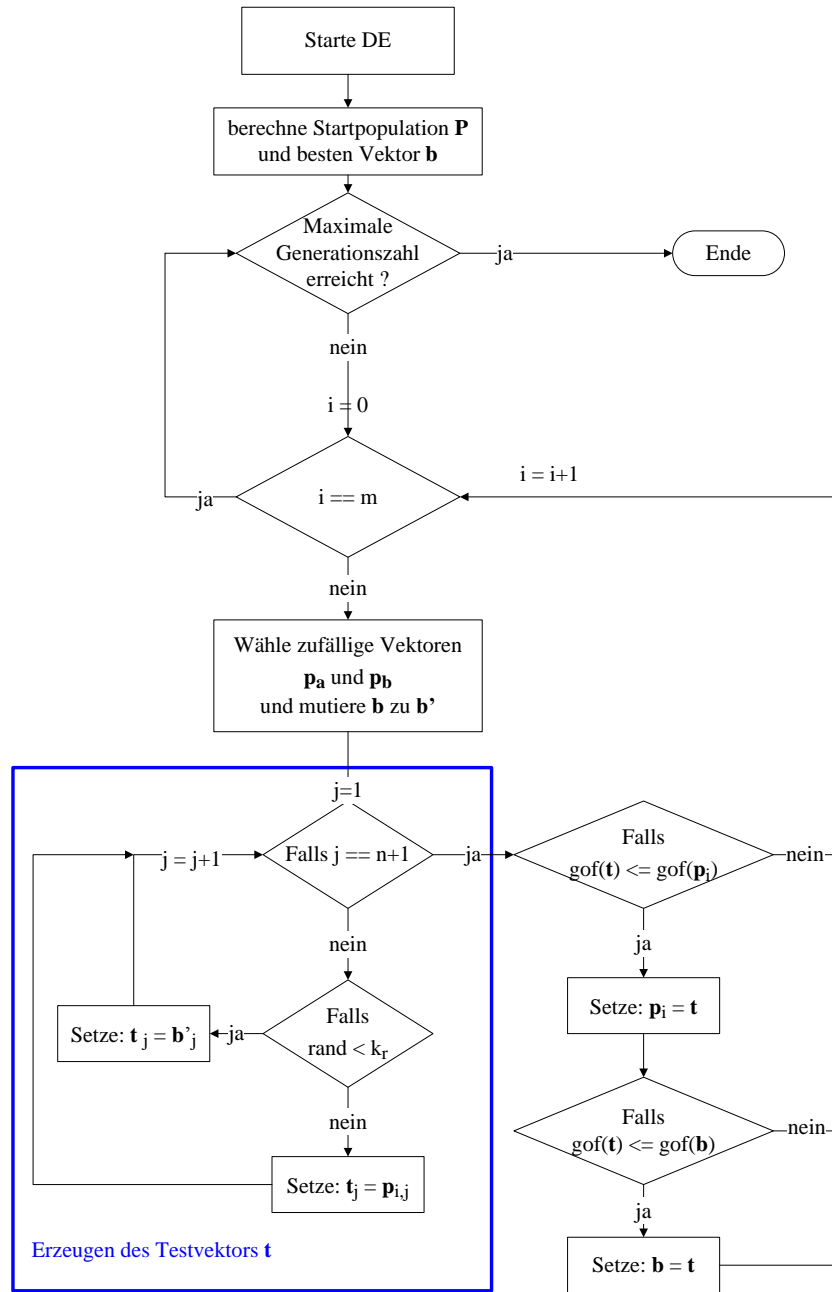 Starte DE
berechne Startpopulation P
und besten Vektor b
Maximale
Generationszahl
erreicht ?
ja
Ende
nein
i = 0
i == m
ja
i = i+1
nein
Wähle zufällige Vektoren
pa und pb
und mutiere b zu b’
j=1
j = j+1
Falls j == n+1
ja
Falls
gof(t) <= gof(pi)
nein
nein
ja
Setze: t j = b’j
ja
Falls
rand < kr
Setze: pi = t
nein
Falls
gof(t) <= gof(b)
nein
Setze: tj = pi,j
ja
Erzeugen des Testvektors t
Setze: b = t